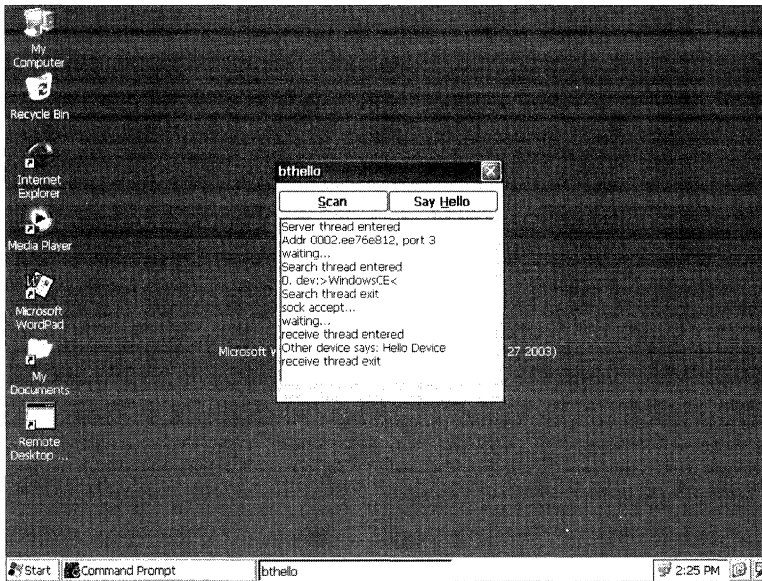 My
Computer
Recycle Bin
Internet
Explorer
Media Player
Microsoft
WordPad
My
Documents
Remote
Desktop ...
bthello
Scan Say Hello
Server thread entered
Addr 0002.ee76e812, port 3
waiting...
Search thread entered
0. dev:>WindowsCE<
Search thread exit
sock accept...
waiting...
receive thread entered
Other device says: Hello Device
receive thread exit
Microsoft 27 2003)
Start Command Prompt bthello 2:25 PM